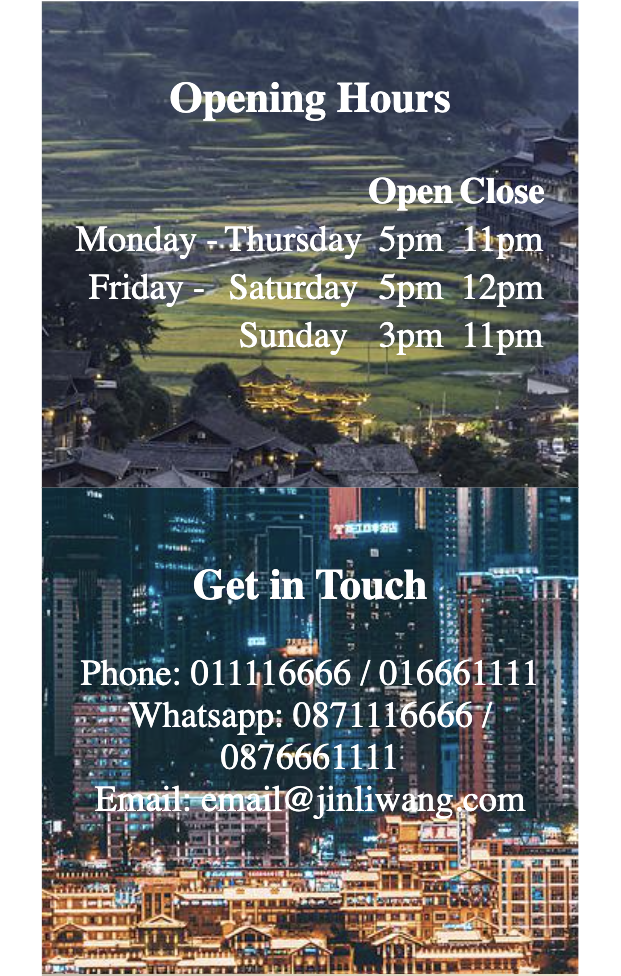 Opening Hours
Open Close
Monday - Thursday 5pm 11pm
Friday - Saturday 5pm 12pm
Sunday 3pm 11pm
Get in Touch
Phone: 011116666 / 016661111
Whatsapp: 0871116666 /
0876661111
Email: email@jinliwang.com